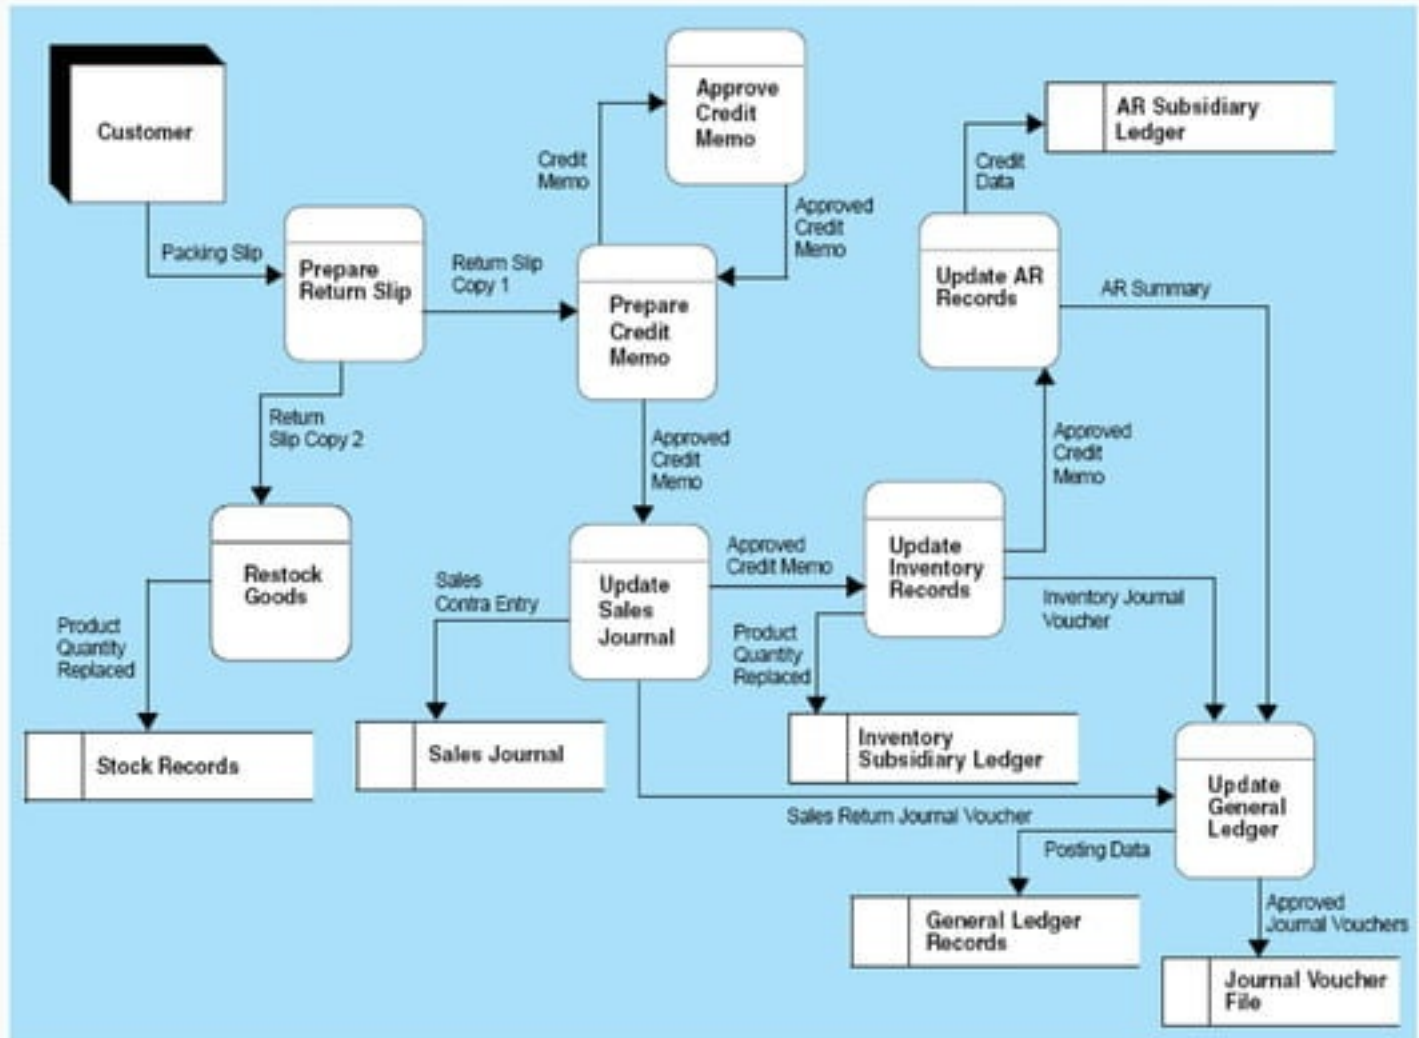 Customer
Approve
Credit
Memo
AR Subsidiary
Ledger
Credit
Memo
Credit
Data
Approved
Credit
Memo
Packing Slip
Prepare
Return Slip
Return Slip
Copy 1
Prepare
Credit
Memo
Update AR
Records
AR Summary
Return
Slip Copy 2
Approved
Credit
Memo
Approved
Credit
Memo
Restock
Goods
Sales
Contra Entry
Update
Sales
Journal
Approved
Credit Memo
Update
Inventory
Records
Inventory Journal
Voucher
Product
Quantity
Replaced
Product
Quantity
Replaced
Stock Records
Sales Journal
Inventory
Subsidiary Ledger
Update
General
Ledger
Sales Return Journal Voucher
Posting Data
General Ledger
Records
Approved
Journal Vouchers
Journal Voucher
File